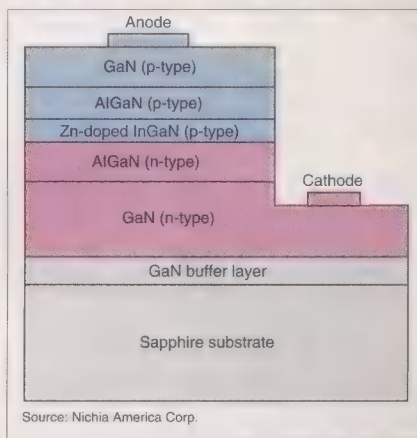 Anode
GaN (p-type)
AlGaN (p-type)
Zn-doped InGaN (p-type)
AlGaN (n-type)
Cathode
GaN (n-type)
GaN buffer layer
Sapphire substrate
Source: Nichia America Corp.